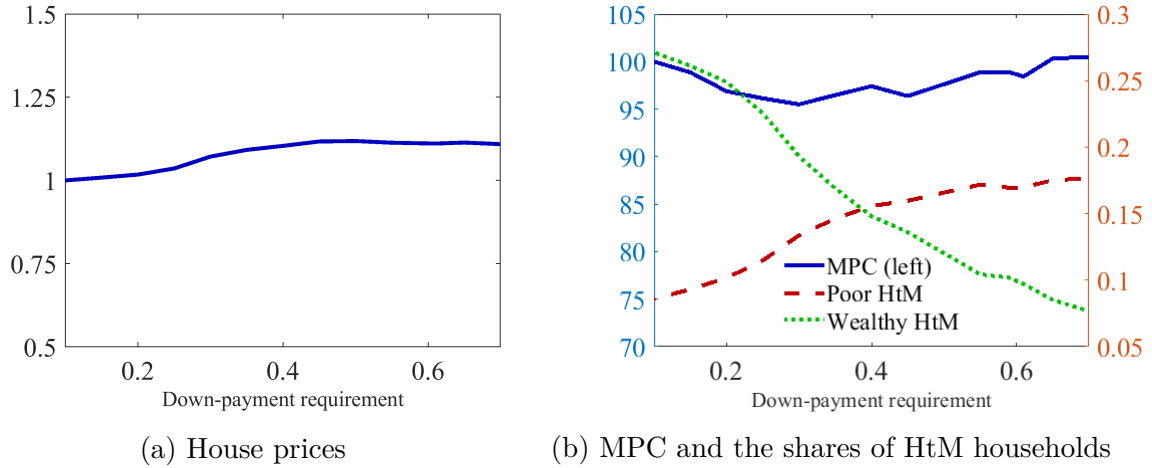 1.5
1.25
1
0.75
0.5
0.2 0.4 0.6
Down-payment requirement
(a) House prices
105
100
95
90
85
80
75
70
0.3
0.25
0.2
0.15
0.1
0.05
MPC (left)
Poor HtM
Wealthy HtM
0.2 0.4 0.6
Down-payment requirement
(b) MPC and the shares of HtM households